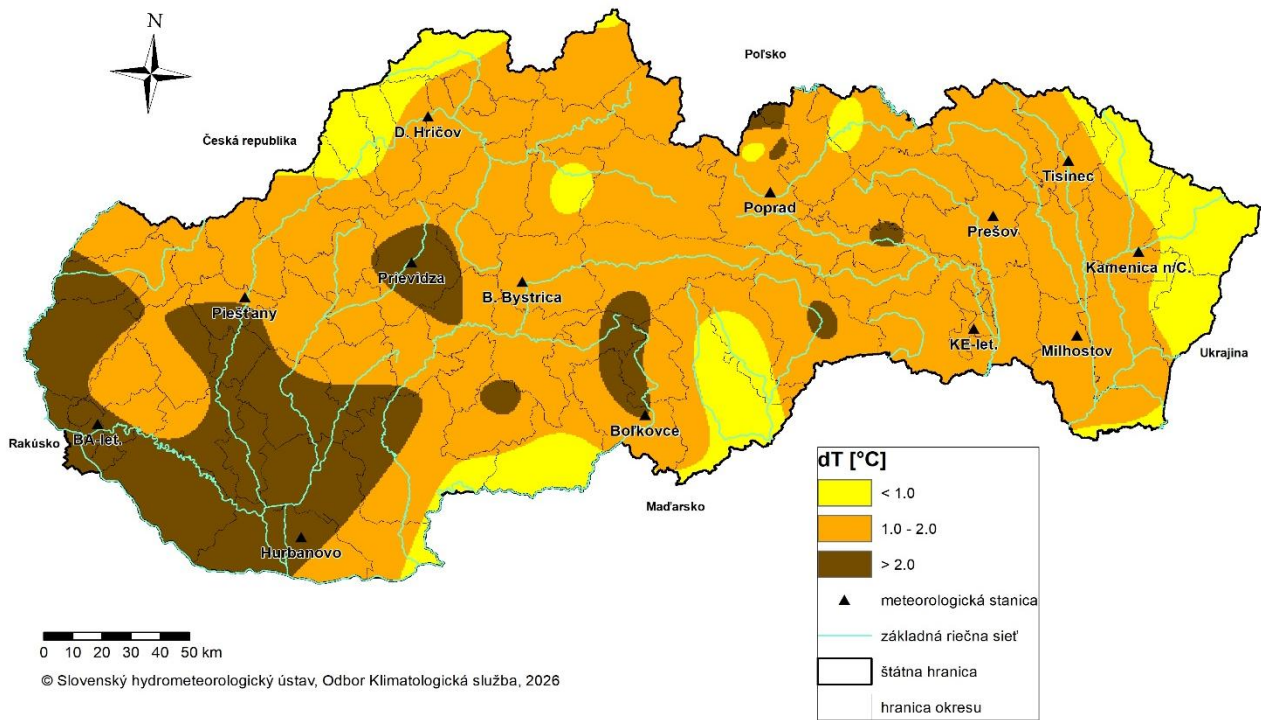 N
Poľsko
Česká republika
D. Hričov
Tisinec
Poprad
Prešov
Kamenica n/C.
Prievidza
B. Bystrica
Piešťany
KE-let.
Milhostov
Ukrajina
Rakúsko
BA-let.
Boľkovce
Maďarsko
Hurbanovo
dT [°C]
< 1.0
1.0 - 2.0
> 2.0
meteorologická stanica
základná riečna sieť
štátna hranica
hranica okresu
0 10 20 30 40 50 km
© Slovenský hydrometeorologický ústav, Odbor Klimatologická služba, 2026